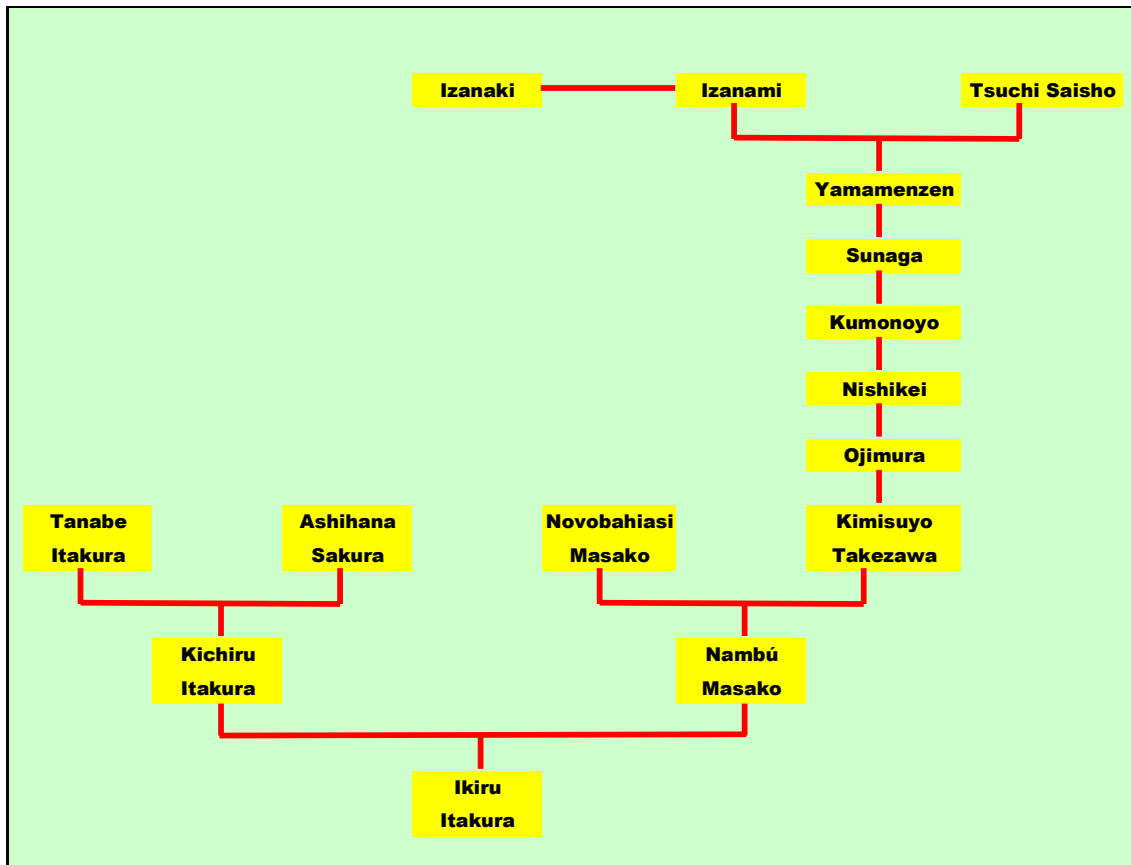 Izanaki
Izanami
Tsuchi Saisho
Yamamenzen
Sunaga
Kumonoyo
Nishikei
Ojimura
Tanabe
Itakura
Ashihana
Sakura
Novobahiasi
Masako
Kimisuyo
Takezawa
Kichiru
Itakura
Nambú
Masako
Ikiru
Itakura